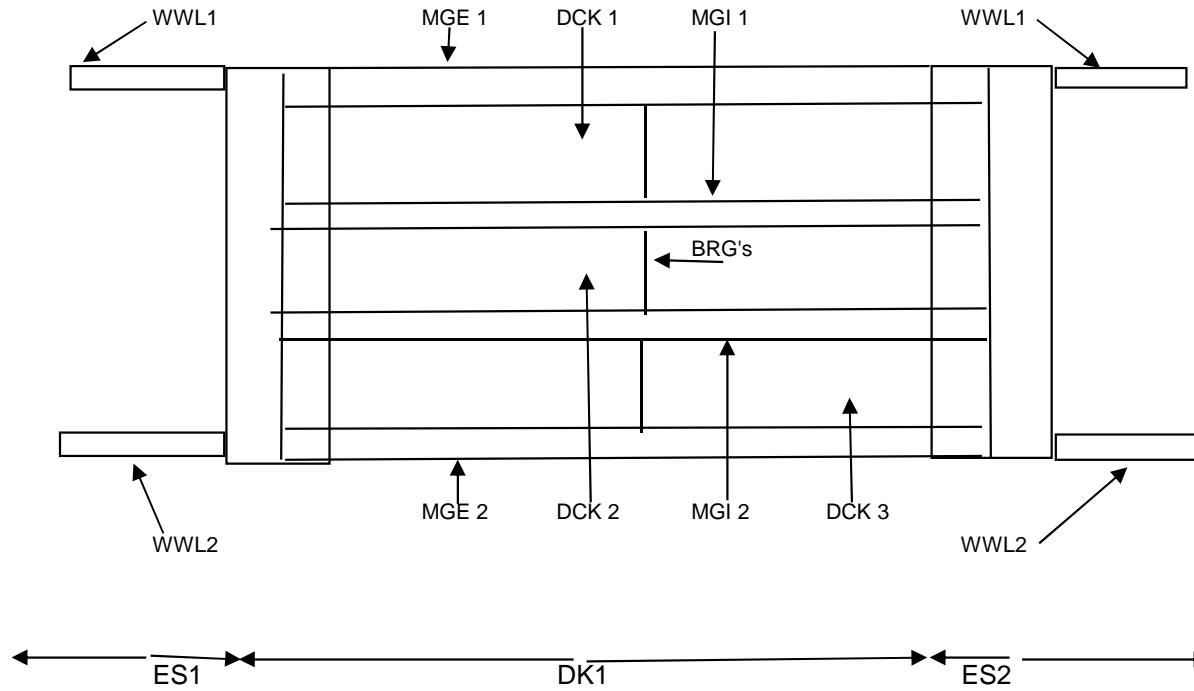 WWL1 MGE 1 DCK 1 MGI 1 WWL1
BRG's
MGE 2 DCK 2 MGI 2 DCK 3
WWL2 WWL2
ES1 DK1 ES2